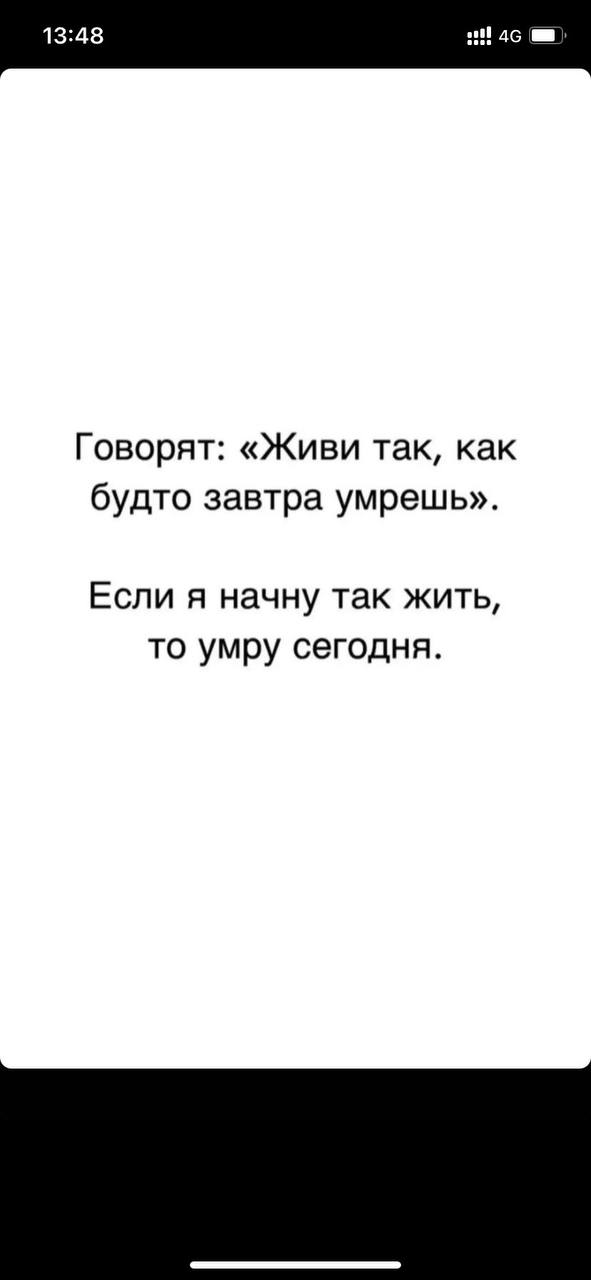 13:48
4G
Говорят: «Живи так, как
будто завтра умрешь».
Если я начну так жить,
то умру сегодня.